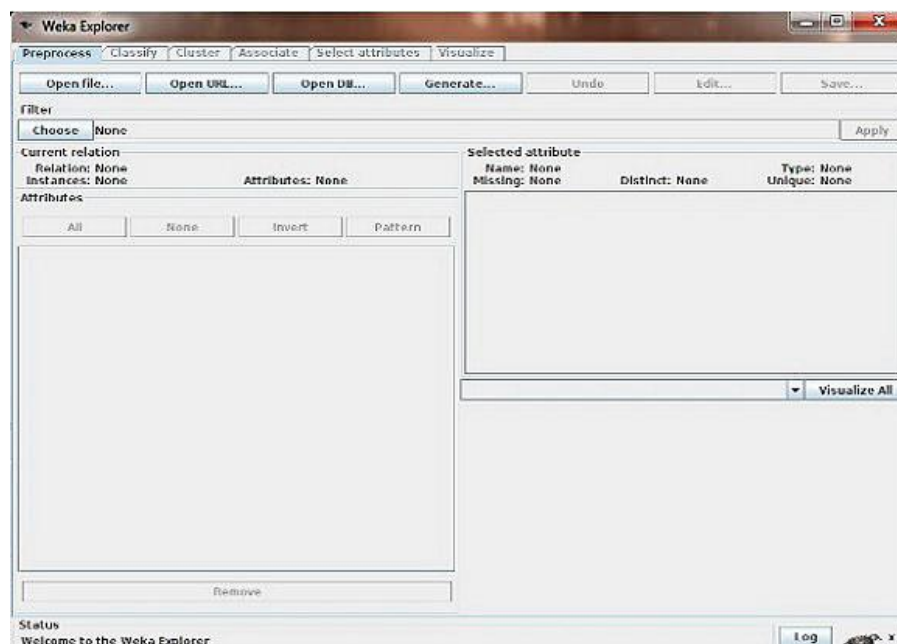 Weka Explorer
Preprocess Classify Cluster Associate Select attributes Visualize
Open file... Open URL... Open DB... Generate... Undo Edit... Save...
Filter
Choose None Apply
Current relation
Relation: None
Instances: None Attributes: None
Attributes
All None Invert Pattern
Remove
Selected attribute
Name: None Type: None
Missing: None Distinct: None Unique: None
Visualize All
Status
Welcome to the Weka Explorer
Log x